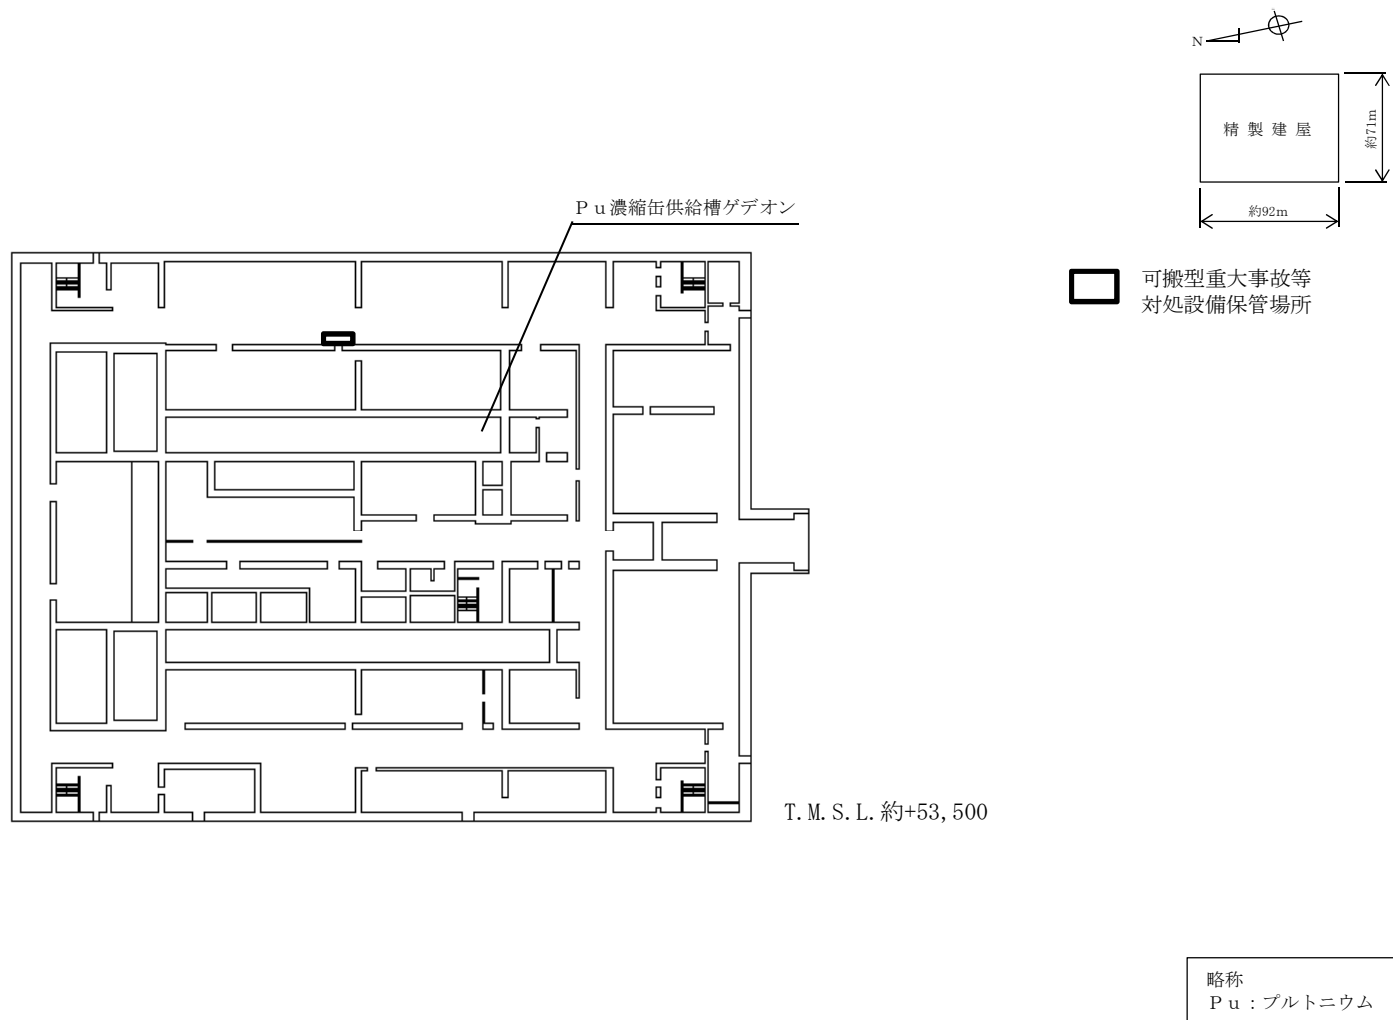 N
精製建屋
約71m
約92m
Ｐｕ濃縮缶供給槽ゲデオン
可搬型重大事故等
対処設備保管場所
T.M.S.L.約+53,500
略称
Ｐｕ：プルトニウム